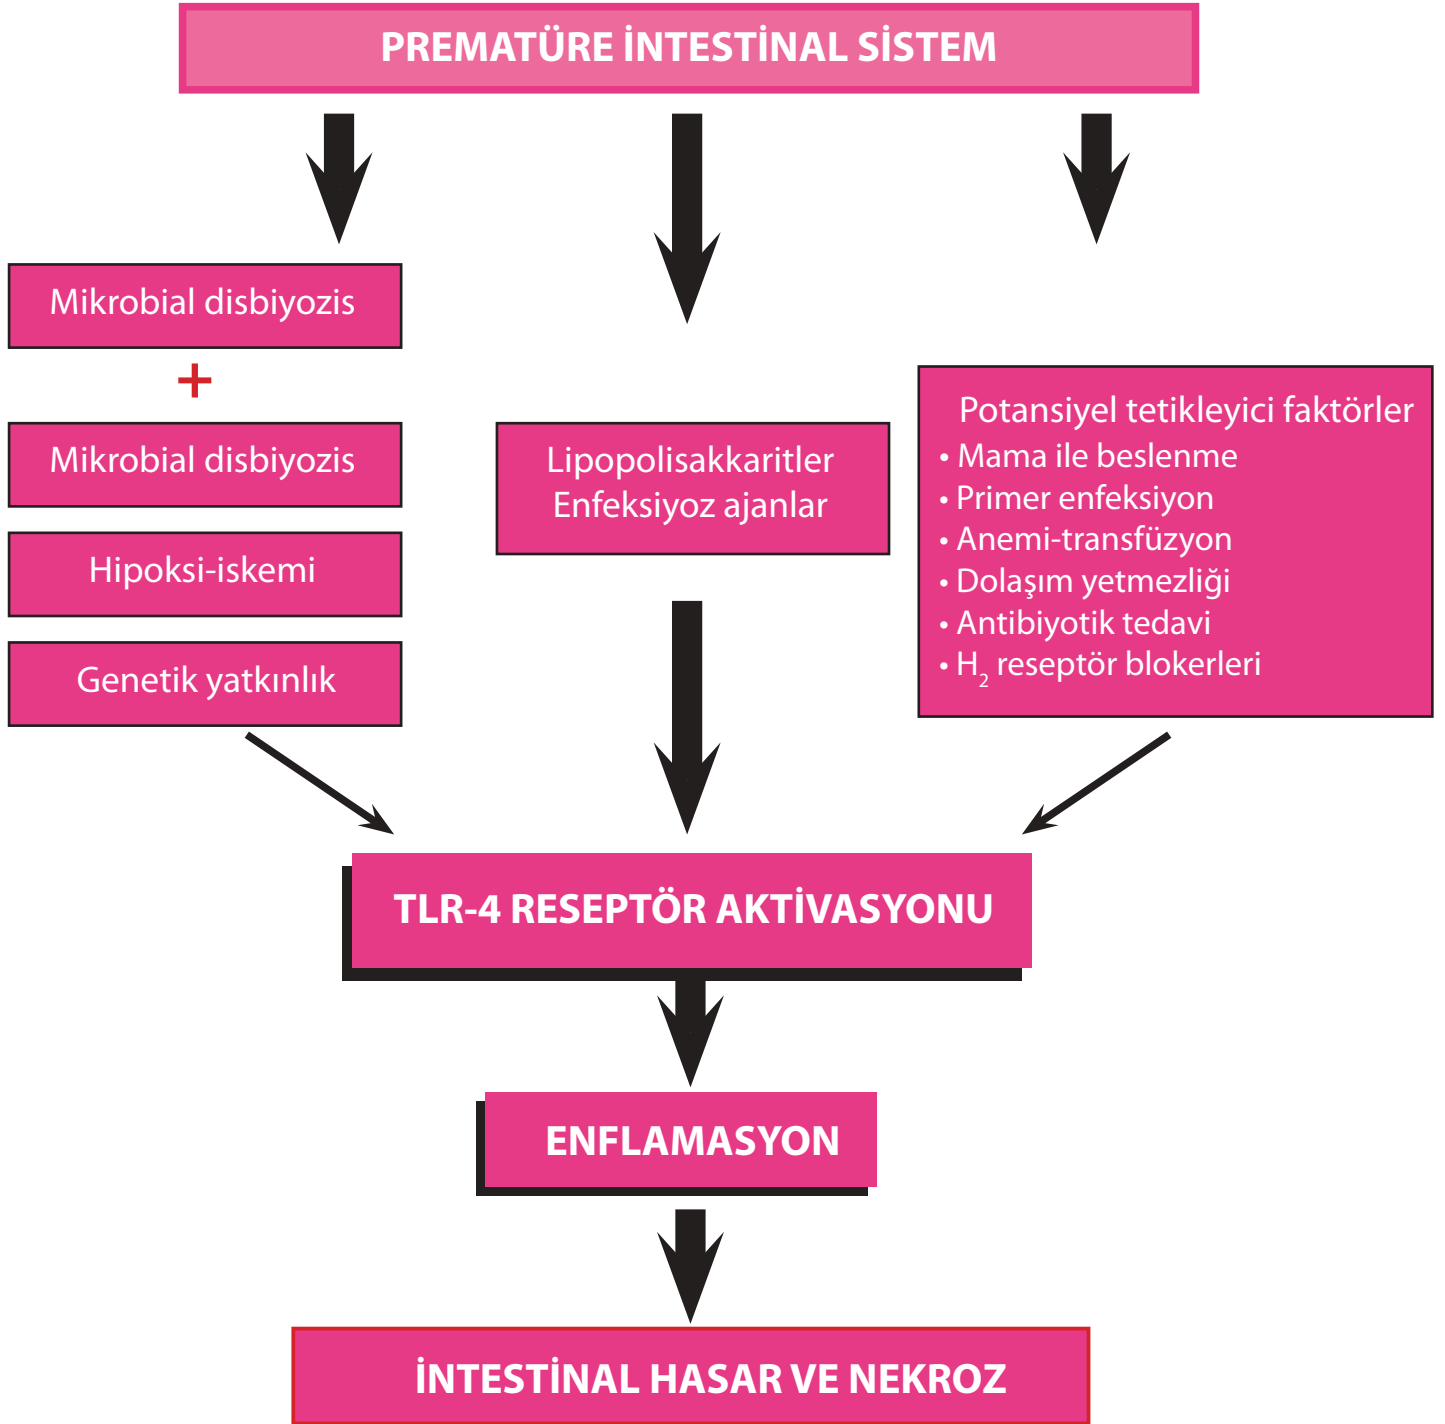 PREMATÜRE İNTESTİNAL SİSTEM
Mikrobial disbiyozis
+
Mikrobial disbiyozis
Hipoksi-iskemi
Genetik yatkınlık
Lipopolisakkaritler
Enfeksiyoz ajanlar
Potansiyel tetikleyici faktörler
• Mama ile beslenme
• Primer enfeksiyon
• Anemi-transfüzyon
• Dolaşım yetmezliği
• Antibiyotik tedavi
• H₂ reseptör blokerleri
TLR-4 RESEPTÖR AKTİVASYONU
ENFLAMASYON
İNTESTİNAL HASAR VE NEKROZ